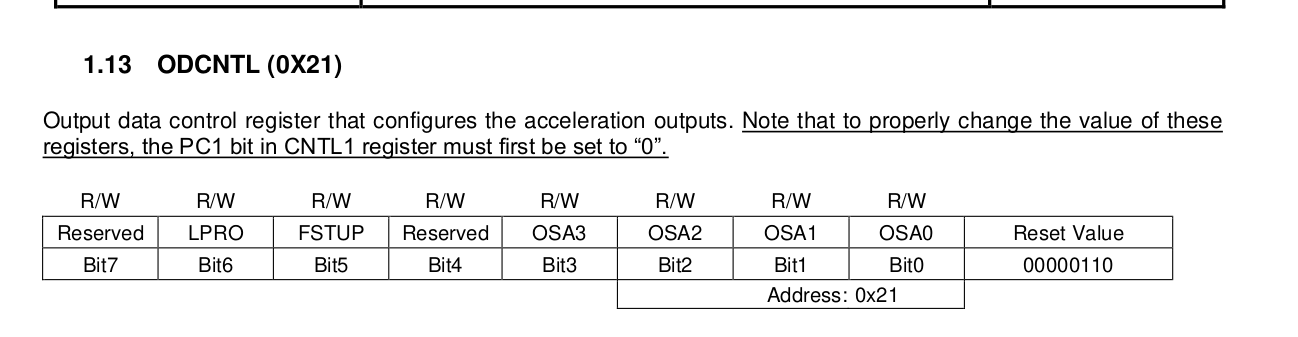 1.13 ODCNTL (0X21)
Output data control register that configures the acceleration outputs. Note that to properly change the value of these
registers, the PC1 bit in CNTL1 register must first be set to “0”.
R/W R/W R/W R/W R/W R/W R/W R/W
Reserved LPRO FSTUP Reserved OSA3 OSA2 OSA1 OSA0 Reset Value
Bit7 Bit6 Bit5 Bit4 Bit3 Bit2 Bit1 Bit0 00000110
Address: 0x21